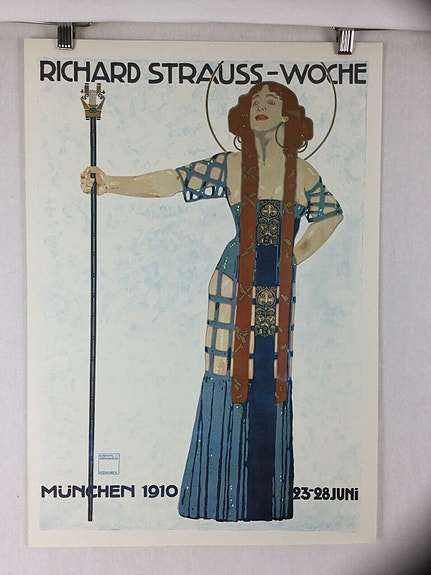 RICHARD STRAUSS-WOCHE
MÜNCHEN 1910 23-28 JUNI